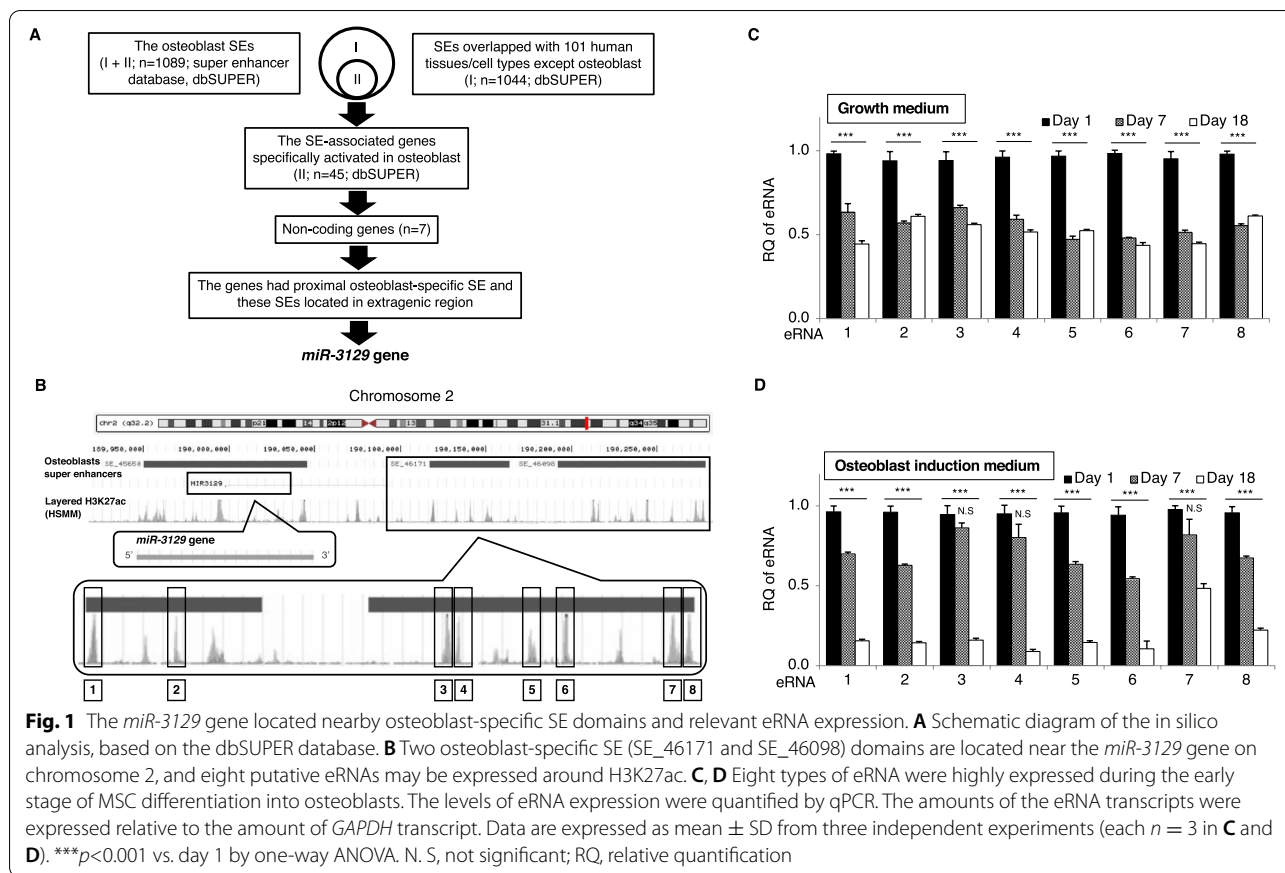 A
The osteoblast SEs
(I + II; n=1089; super enhancer
database, dbSUPER)
I
II
SEs overlapped with 101 human
tissues/cell types except osteoblast
(I; n=1044; dbSUPER)
The SE-associated genes
specifically activated in osteoblast
(II; n=45; dbSUPER)
Non-coding genes (n=7)
The genes had proximal osteoblast-specific SE and
these SEs located in extragenic region
miR-3129 gene
B
Chromosome 2
chr2 (q32.2) p21 14 2p12 13 31.1 q34 q35
189,950,000| 190,000,000| 190,050,000| 190,100,000| 190,150,000| 190,200,000| 190,250,000|
Osteoblasts
super enhancers
SE_45650 SE_46171 SE_46098
MIR3129
Layered H3K27ac
(HSMM)
miR-3129 gene
5' 3'
1 2 3 4 5 6 7 8
C
Growth medium
Day 1 Day 7 Day 18
*** *** *** *** *** *** *** ***
1.0
0.5
0.0
RQ of eRNA
eRNA 1 2 3 4 5 6 7 8
D
Osteoblast induction medium
Day 1 Day 7 Day 18
*** *** *** *** *** *** *** ***
N.S N.S N.S
1.0
0.5
0.0
RQ of eRNA
eRNA 1 2 3 4 5 6 7 8
Fig. 1 The miR-3129 gene located nearby osteoblast-specific SE domains and relevant eRNA expression. A Schematic diagram of the in silico
analysis, based on the dbSUPER database. B Two osteoblast-specific SE (SE_46171 and SE_46098) domains are located near the miR-3129 gene on
chromosome 2, and eight putative eRNAs may be expressed around H3K27ac. C, D Eight types of eRNA were highly expressed during the early
stage of MSC differentiation into osteoblasts. The levels of eRNA expression were quantified by qPCR. The amounts of the eRNA transcripts were
expressed relative to the amount of GAPDH transcript. Data are expressed as mean ± SD from three independent experiments (each n = 3 in C and
D). ***p<0.001 vs. day 1 by one-way ANOVA. N. S, not significant; RQ, relative quantification